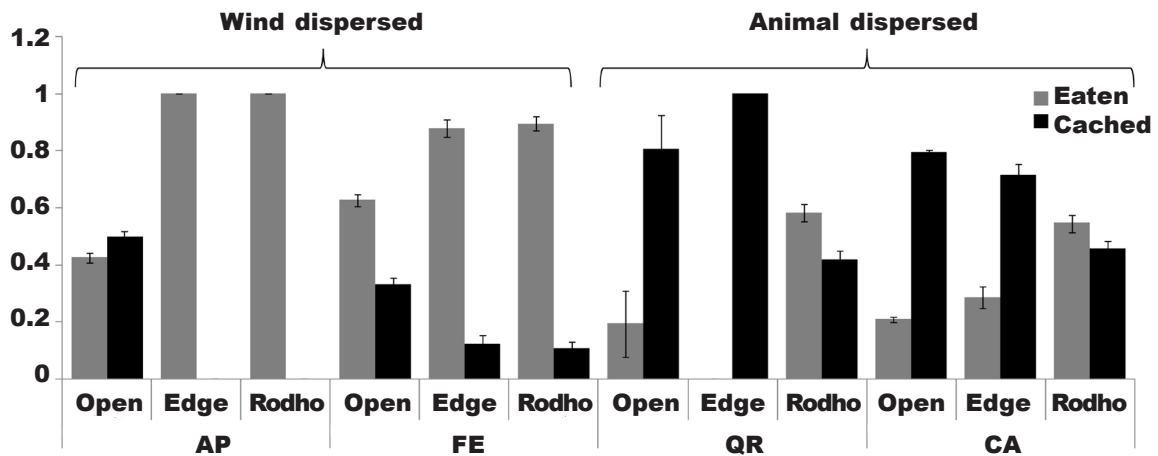 Wind dispersed Animal dispersed
1.2
1
0.8
0.6
0.4
0.2
0
Eaten
Cached
Open Edge Rodho Open Edge Rodho Open Edge Rodho Open Edge Rodho
AP FE QR CA